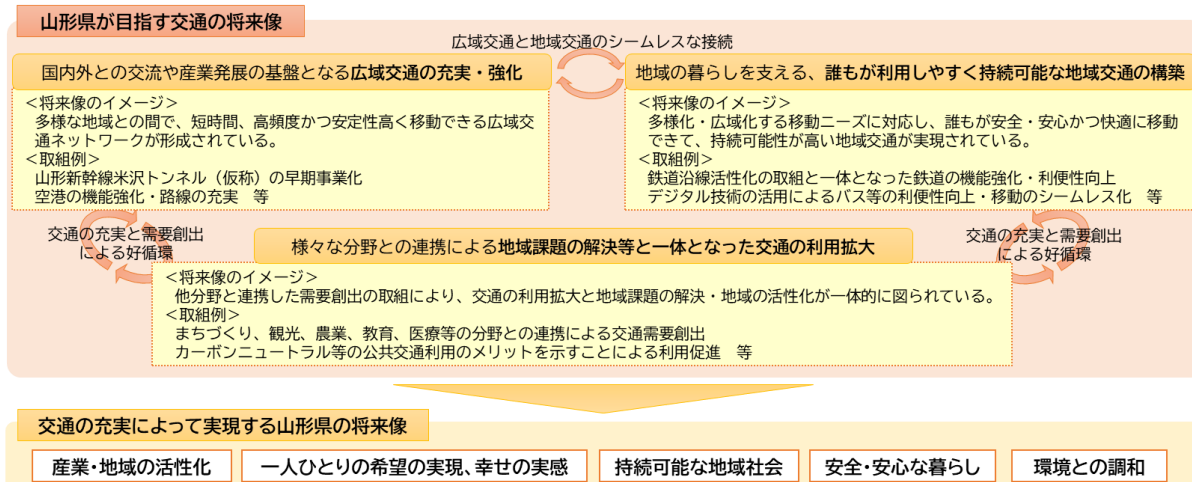 山形県が目指す交通の将来像
広域交通と地域交通のシームレスな接続
国内外との交流や産業発展の基盤となる広域交通の充実・強化
<将来像のイメージ>
多様な地域との間で、短時間、高頻度かつ安定性高く移動できる広域交
通ネットワークが形成されている。
<取組例>
山形新幹線米沢トンネル（仮称）の早期事業化
空港の機能強化・路線の充実　等
地域の暮らしを支える、誰もが利用しやすく持続可能な地域交通の構築
<将来像のイメージ>
多様化・広域化する移動ニーズに対応し、誰もが安全・安心かつ快適に移動
できて、持続可能性が高い地域交通が実現されている。
<取組例>
鉄道沿線活性化の取組と一体となった鉄道の機能強化・利便性向上
デジタル技術の活用によるバス等の利便性向上・移動のシームレス化　等
交通の充実と需要創出
による好循環
交通の充実と需要創出
による好循環
様々な分野との連携による地域課題の解決等と一体となった交通の利用拡大
<将来像のイメージ>
他分野と連携した需要創出の取組により、交通の利用拡大と地域課題の解決・地域の活性化が一体的に図られている。
<取組例>
まちづくり、観光、農業、教育、医療等の分野との連携による交通需要創出
カーボンニュートラル等の公共交通利用のメリットを示すことによる利用促進　等
交通の充実によって実現する山形県の将来像
産業・地域の活性化
一人ひとりの希望の実現、幸せの実感
持続可能な地域社会
安全・安心な暮らし
環境との調和